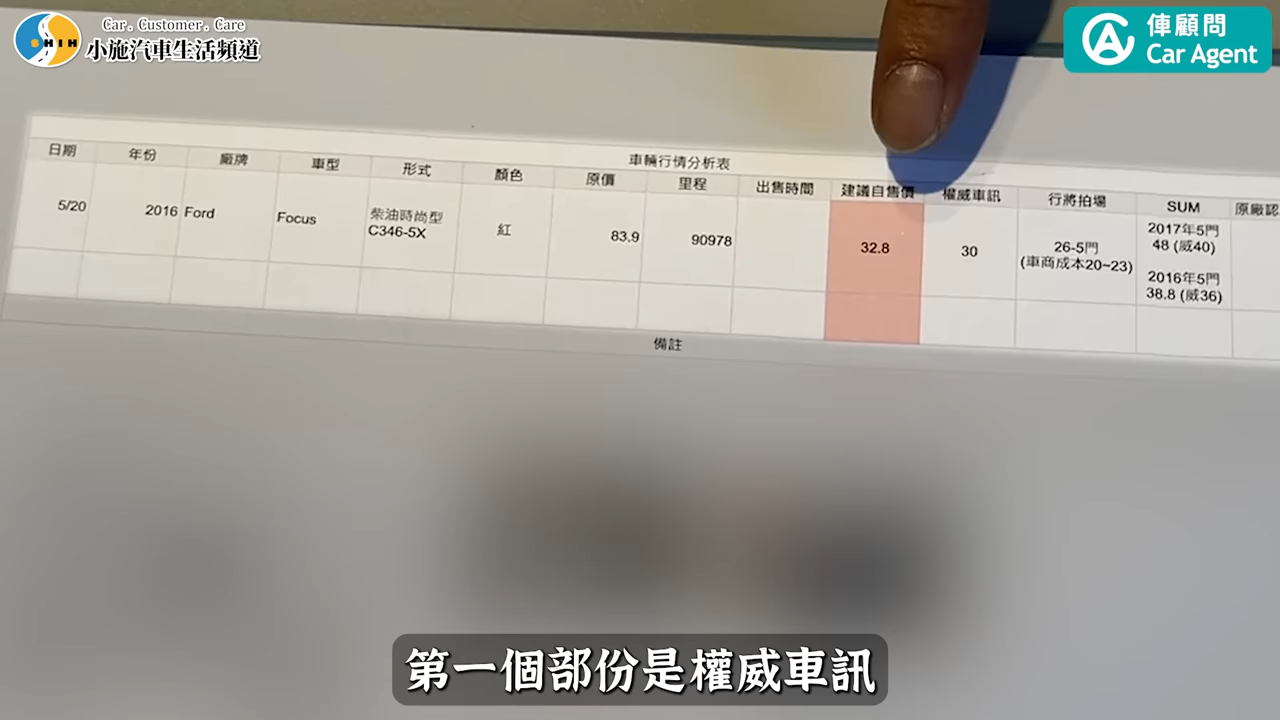 Car. Customer. Care
SHIH
小施汽車生活頻道
CA
俥顧問
Car Agent
車輛行情分析表
日期 年份 廠牌 車型 形式 顏色 原價 里程 出售時間 建議自售價 權威車訊 行將拍場 SUM 原廠認
5/20 2016 Ford Focus 柴油時尚型 C346-5X 紅 83.9 90978 32.8 30 26-5門 (車商成本20~23) 2017年5門 48 (威40) 2016年5門 38.8 (威36)
備註
第一個部份是權威車訊